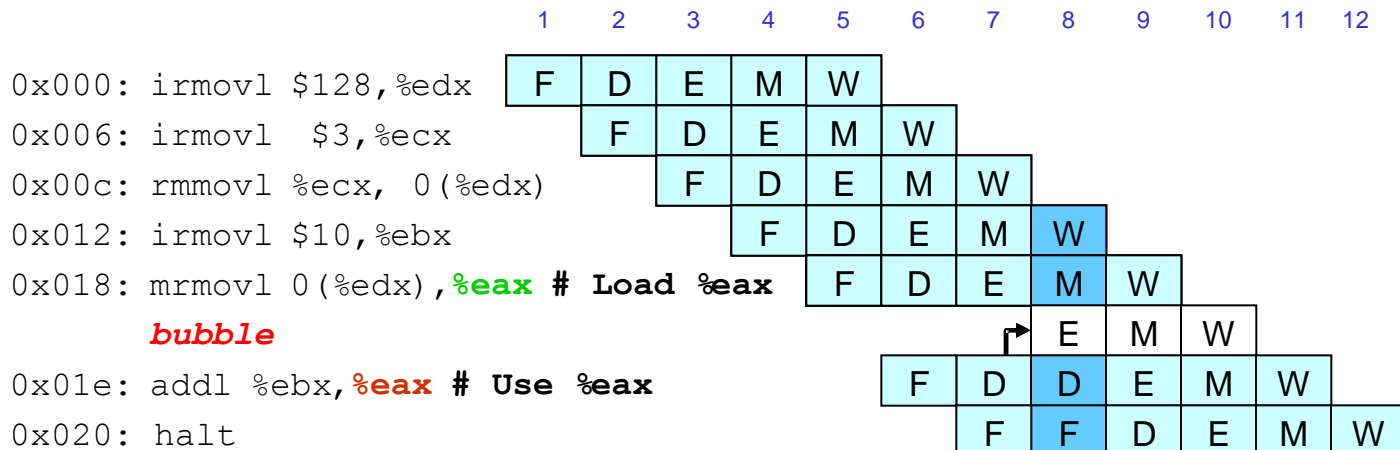 1 2 3 4 5 6 7 8 9 10 11 12
0x000: irmovl $128,%edx F D E M W
0x006: irmovl $3,%ecx F D E M W
0x00c: rmmovl %ecx, 0(%edx) F D E M W
0x012: irmovl $10,%ebx F D E M W
0x018: mrmovl 0(%edx),%eax # Load %eax F D E M W
bubble E M W
0x01e: addl %ebx,%eax # Use %eax F D D E M W
0x020: halt F F D E M W